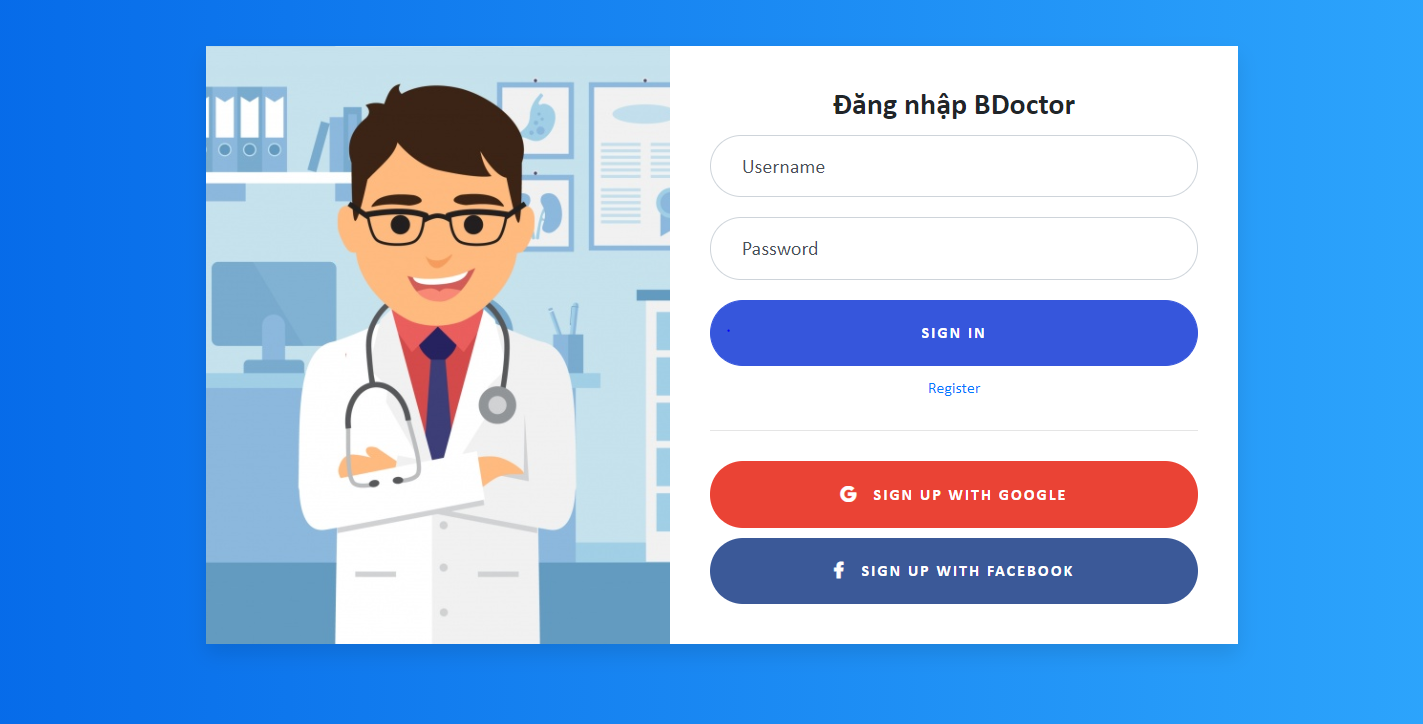 Đăng nhập BDoctor
Username
Password
SIGN IN
Register
SIGN UP WITH GOOGLE
SIGN UP WITH FACEBOOK